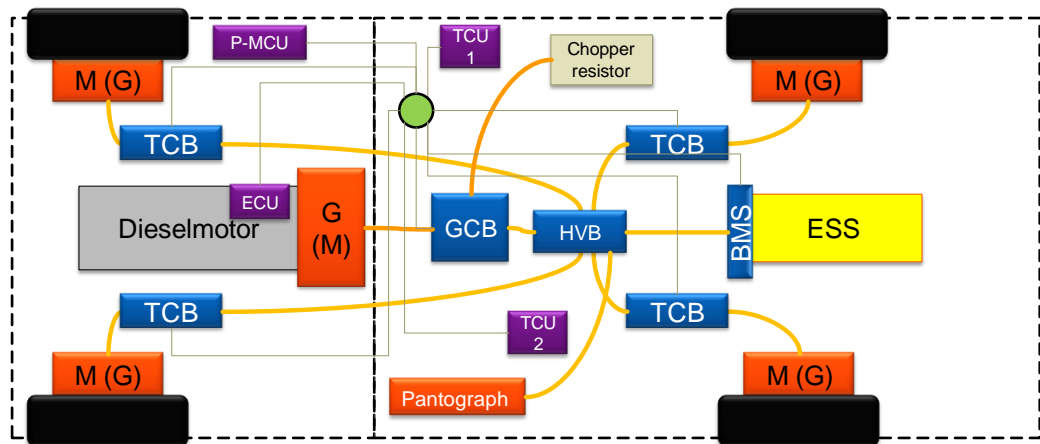 P-MCU
TCU
1
Chopper
resistor
M (G)
M (G)
TCB
TCB
ECU
Dieselmotor
G
(M)
GCB
HVB
BMS
ESS
TCB
TCB
TCU
2
M (G)
Pantograph
M (G)